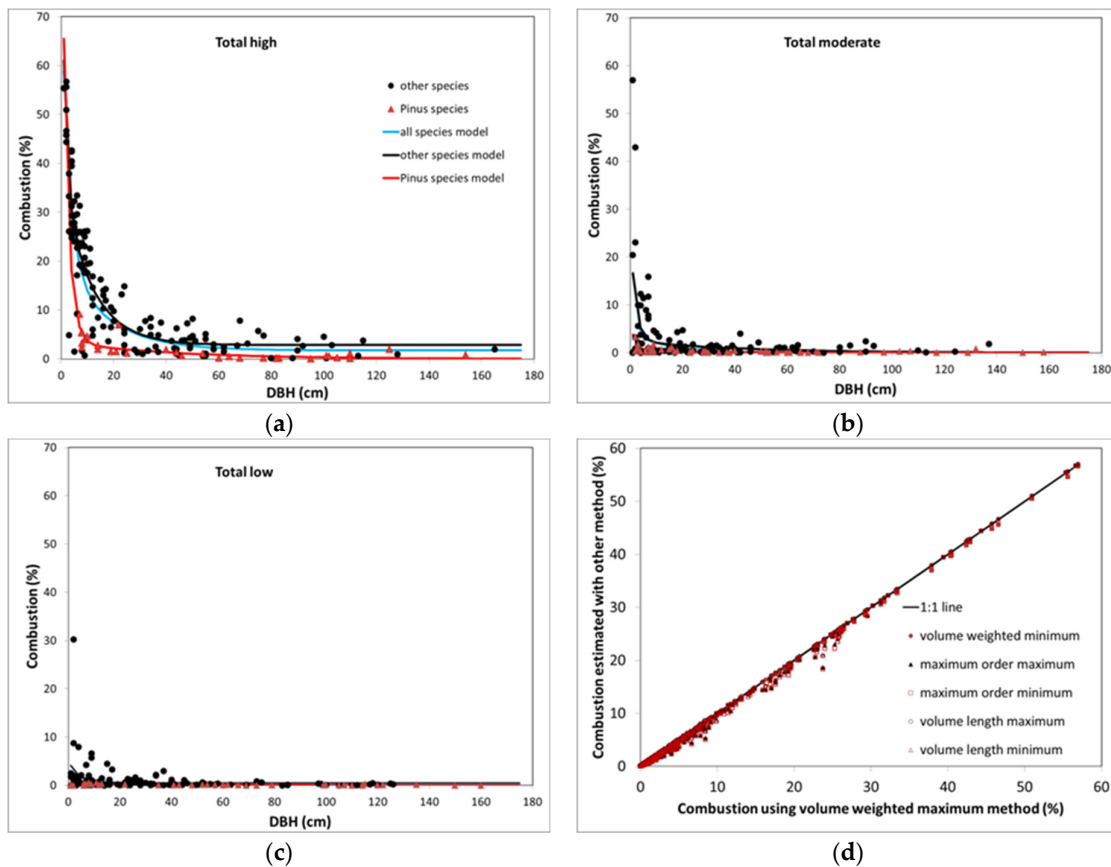 Total high
70
60
50
40
30
20
10
0
Combustion (%)
other species
Pinus species
all species model
other species model
Pinus species model
0 20 40 60 80 100 120 140 160 180
DBH (cm)
(a)
Total moderate
70
60
50
40
30
20
10
0
Combustion (%)
0 20 40 60 80 100 120 140 160 180
DBH (cm)
(b)
Total low
70
60
50
40
30
20
10
0
Combustion (%)
0 20 40 60 80 100 120 140 160 180
DBH (cm)
(c)
60
50
40
30
20
10
0
Combustion estimated with other method (%)
1:1 line
volume weighted minimum
maximum order maximum
maximum order minimum
volume length maximum
volume length minimum
0 10 20 30 40 50 60
Combustion using volume weighted maximum method (%)
(d)